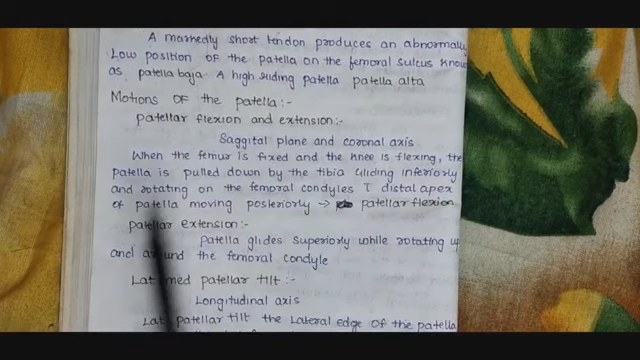 A markedly short tendon produces an abnormally
Low position of the patella on the femoral sulcus know
as patella baja A high sliding patella patella alta
Motions of the patella:-
patellar flexion and extension:-
Saggital plane and coronal axis
When the femur is fixed and the knee is flexing, the
patella is pulled down by the tibia Gliding inferiorly
and rotating on the femoral condyles I distal apex
of patella moving posteriorly → patellar flexion
patellar extension:-
patella glides superiorly while rotating up
and around the femoral condyle
Lat med patellar tilt:-
Longitudinal axis
Lat patellar tilt the Lateral edge of the patella